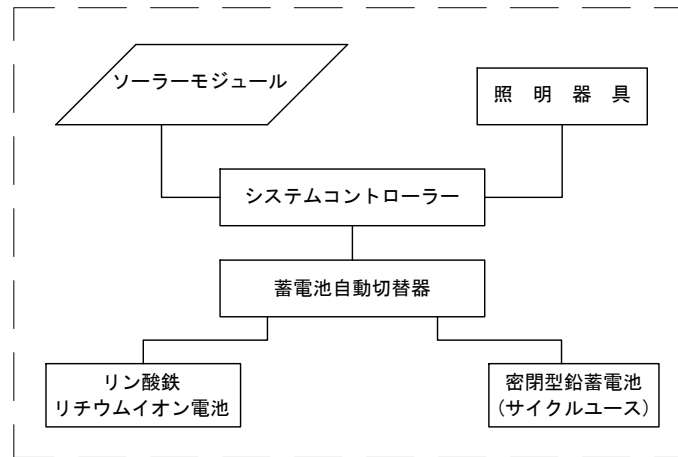 ソーラーモジュール
照 明 器 具
システムコントローラー
蓄電池自動切替器
リン酸鉄
リチウムイオン電池
密閉型鉛蓄電池
(サイクルユース)